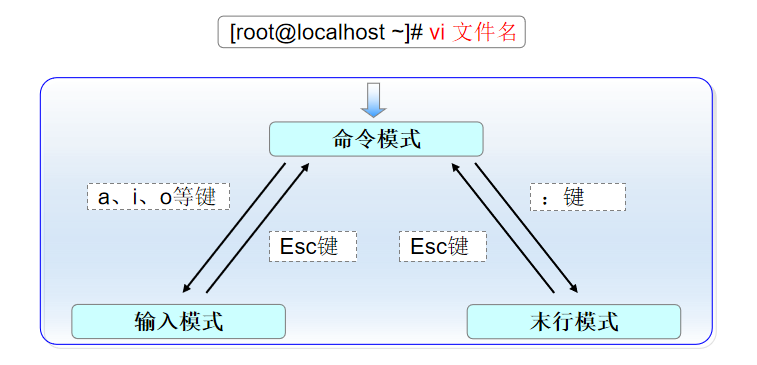 [root@localhost ~]# vi 文件名
命令模式
a、i、o等键
：键
Esc键
Esc键
输入模式
末行模式